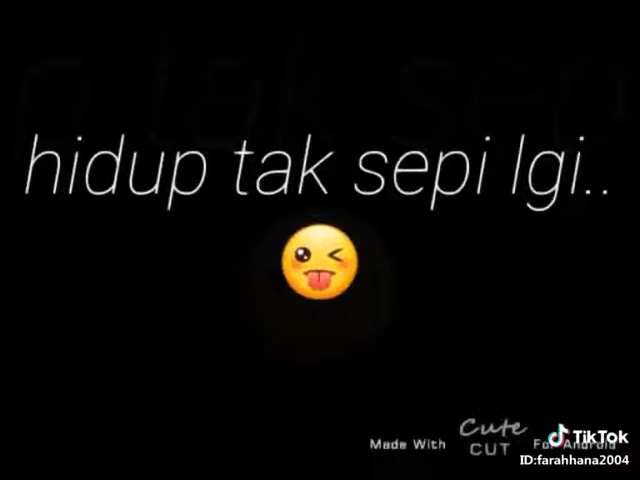 hidup tak sepi lgi..
Made With Cute CUT For Android
TikTok
ID:farahhana2004